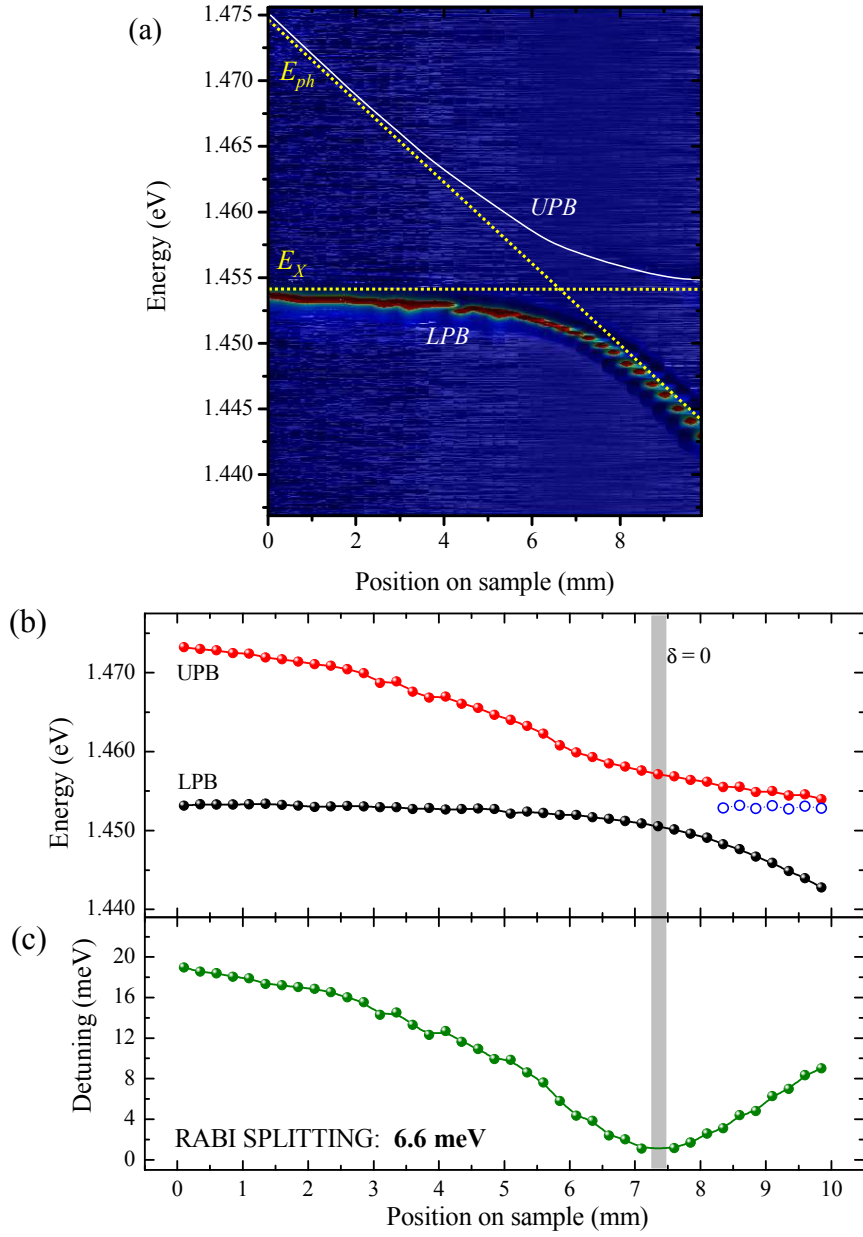 (a)
1.475
1.470
1.465
1.460
1.455
1.450
1.445
1.440
Energy (eV)
E_ph
UPB
E_X
LPB
0 2 4 6 8
Position on sample (mm)
(b)
1.470
1.460
1.450
1.440
Energy (eV)
UPB
LPB
δ = 0
(c)
20
16
12
8
4
0
Detuning (meV)
RABI SPLITTING: 6.6 meV
0 1 2 3 4 5 6 7 8 9 10
Position on sample (mm)